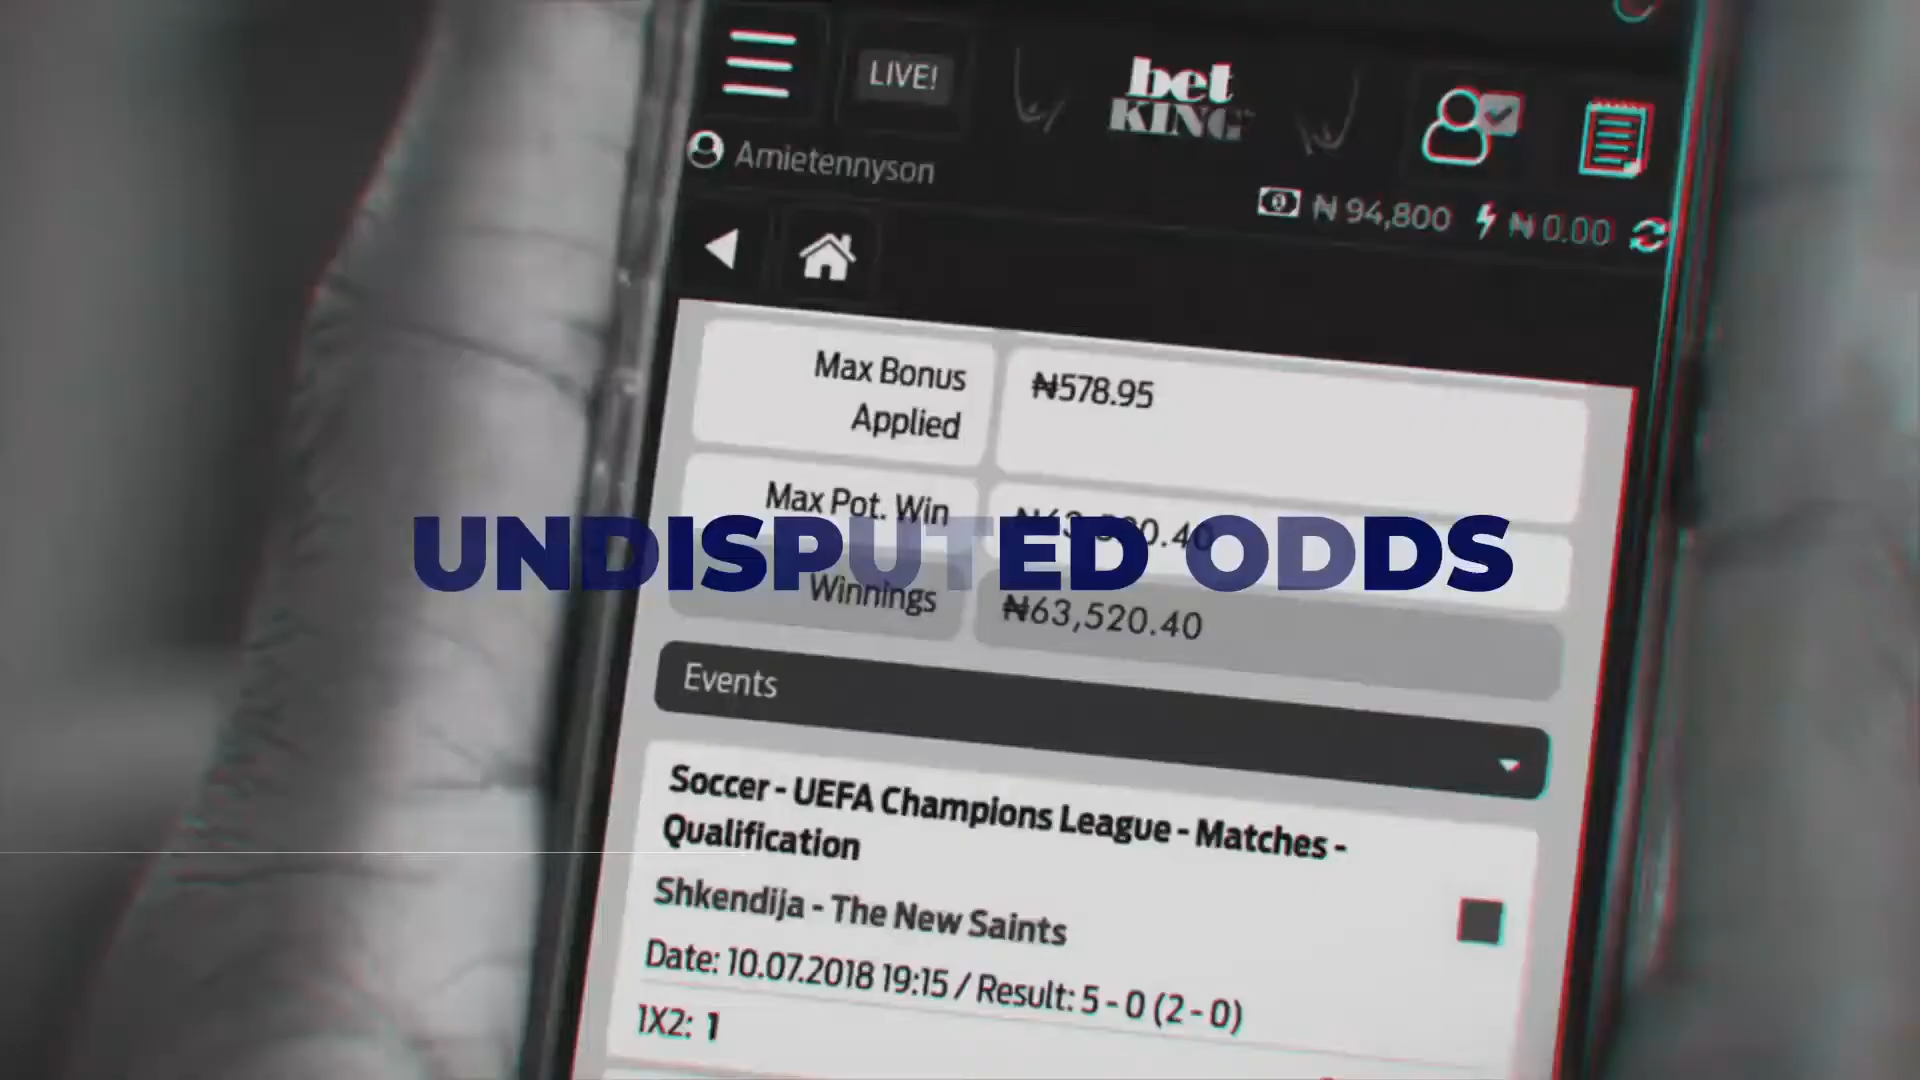 LIVE!
bet
KING
Amietennyson
₦ 94,800
₦ 0.00
Max Bonus
Applied
₦578.95
Max Pot. Win
UNDISPUTED ODDS
Winnings
₦63,520.40
Events
Soccer - UEFA Champions League - Matches -
Qualification
Shkendija - The New Saints
Date: 10.07.2018 19:15 / Result: 5 - 0 (2 - 0)
1X2: 1